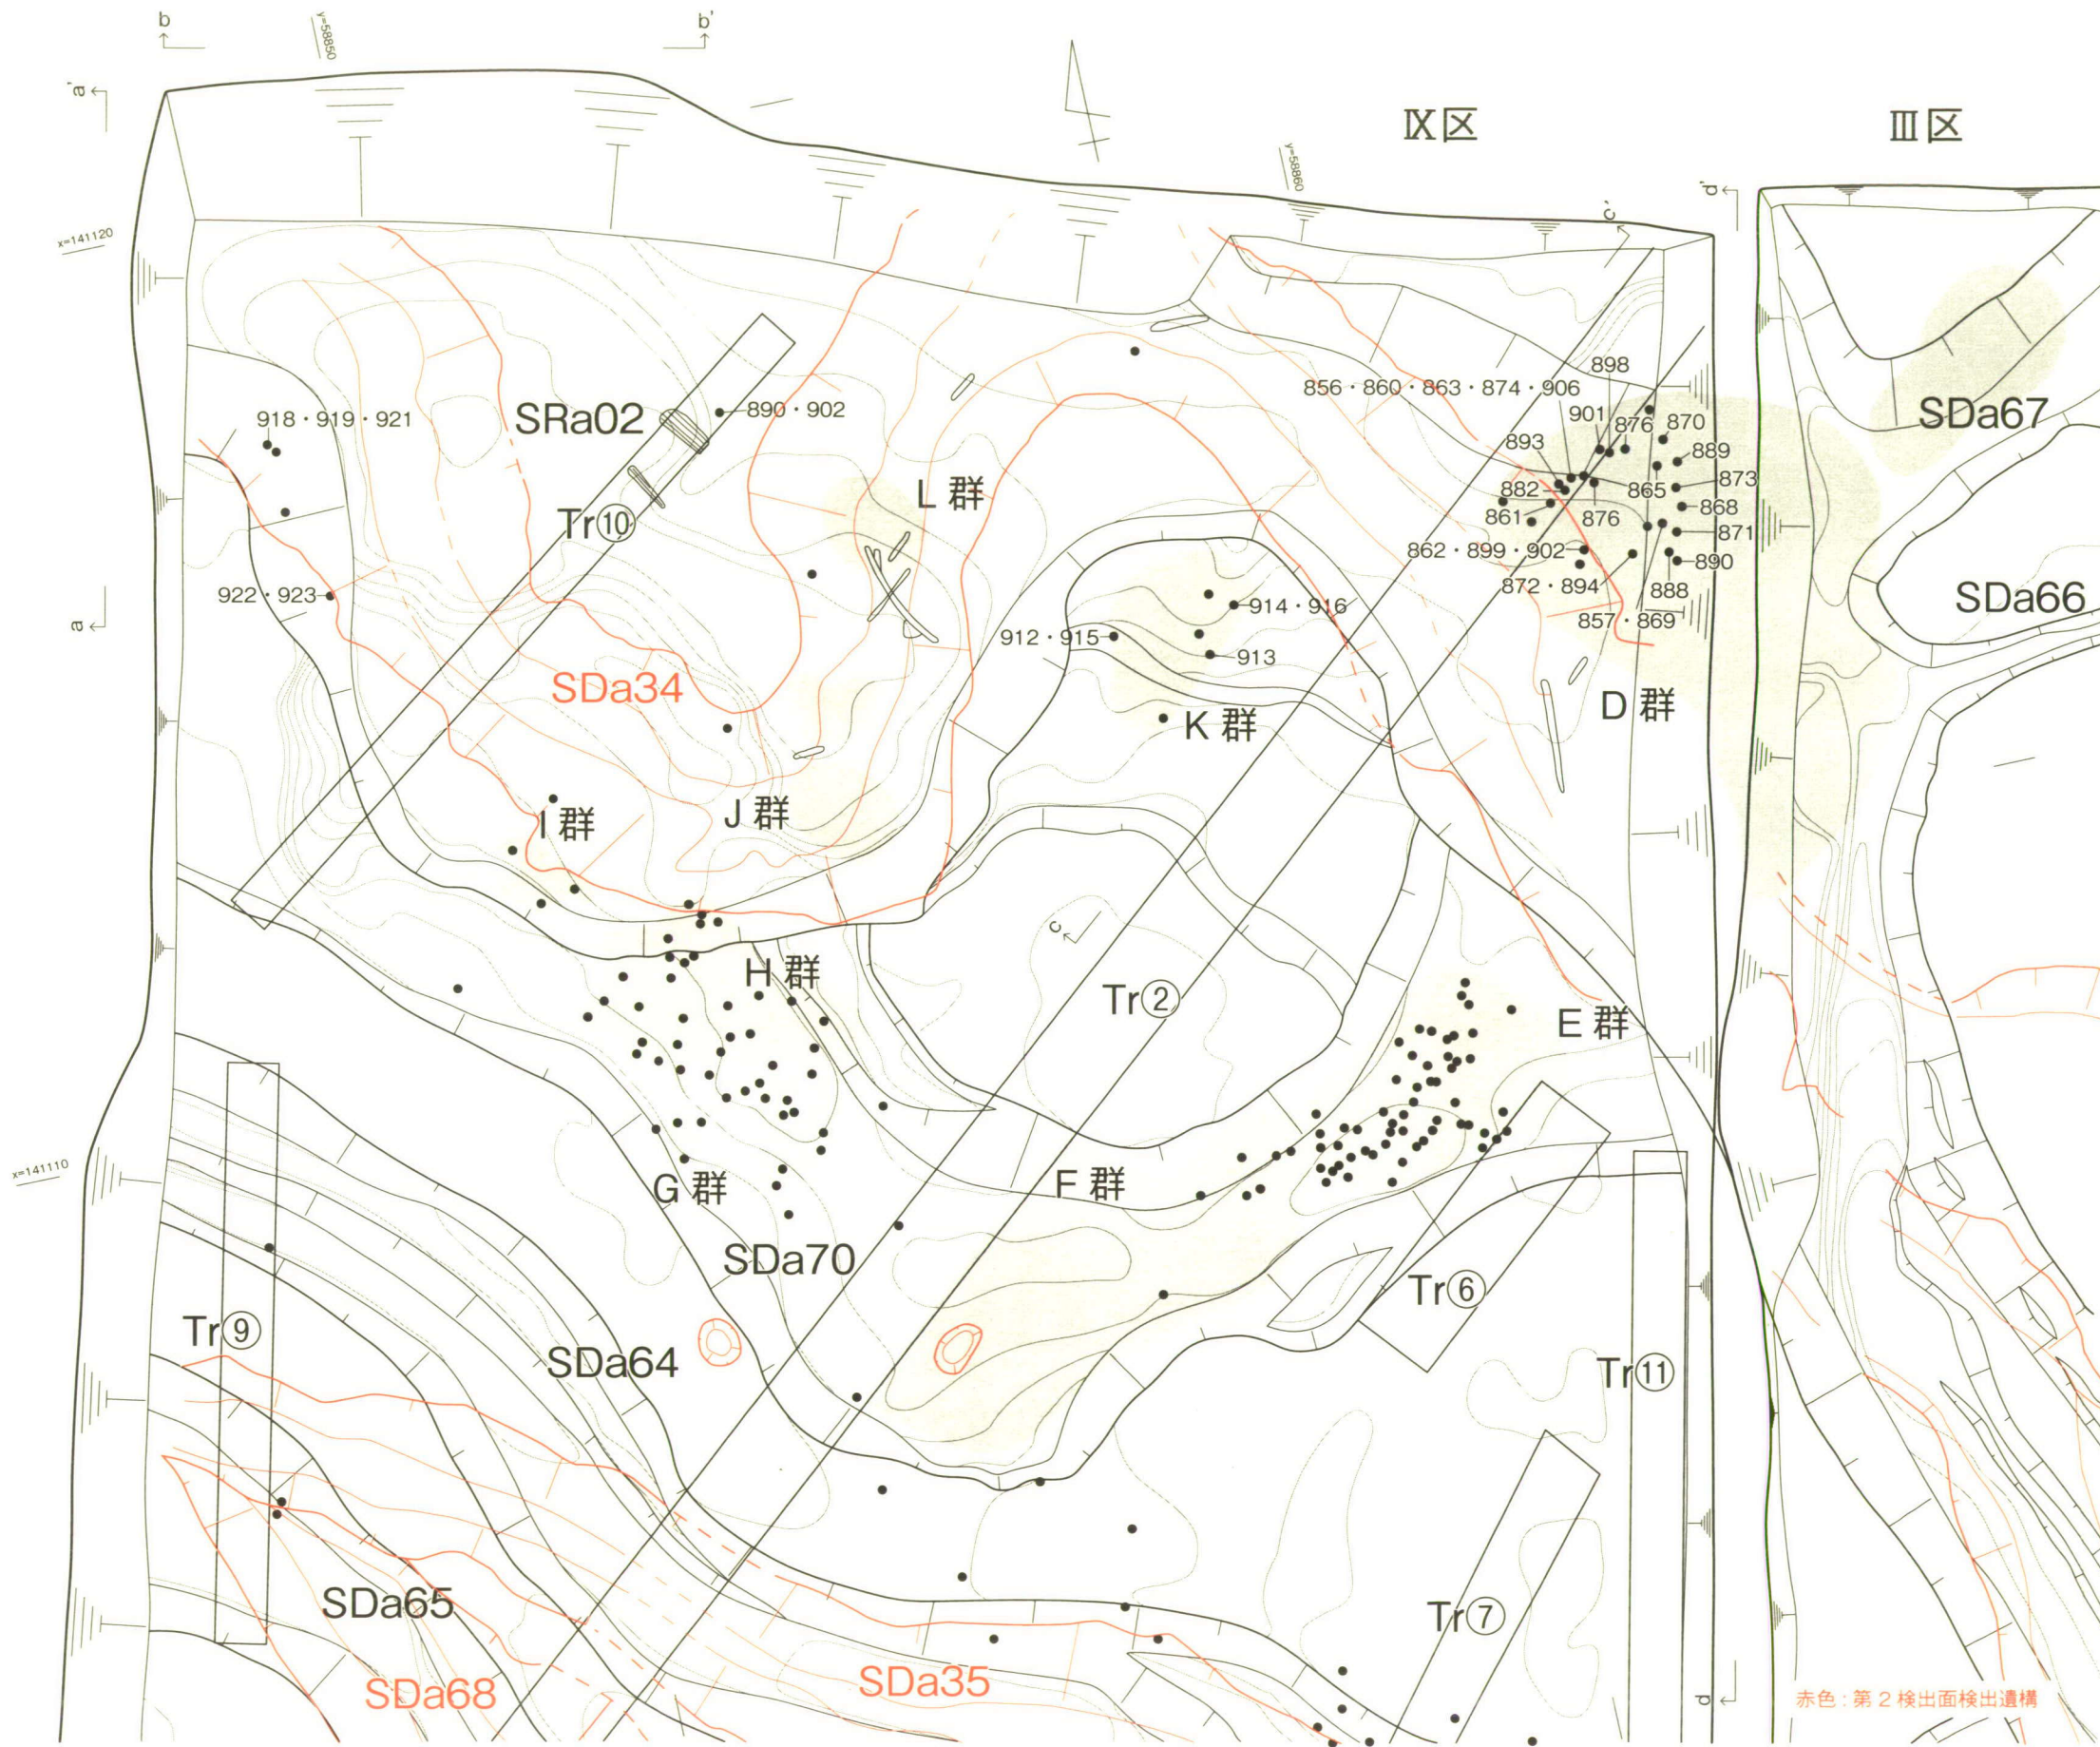 b
y=58850
b'
a'
IX区
III区
y=58860
d'
c'
x=141120
898
856・860・863・874・906
918・919・921
SRa02
890・902
901
876
870
SDa67
893
889
L 群
882
865
873
Tr⑩
861
876
868
871
862・899・902
890
922・923
872・894
888
SDa66
914・916
a
912・915
857・869
913
SDa34
D 群
K 群
J 群
I 群
H 群
c
Tr②
E 群
x=141110
G 群
F 群
SDa70
Tr⑥
Tr⑨
SDa64
Tr⑪
SDa65
Tr⑦
SDa68
SDa35
d
赤色：第２検出面検出遺構